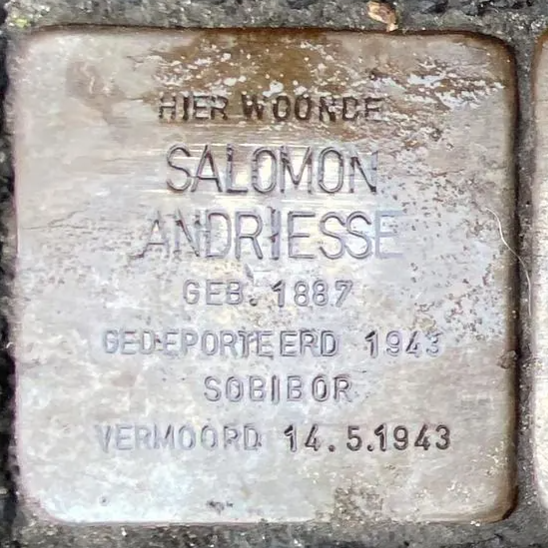 HIER WOONDE
SALOMON
ANDRIESSE
GEB. 1887
GEDEPORTEERD 1943
SOBIBOR
VERMOORD 14.5.1943